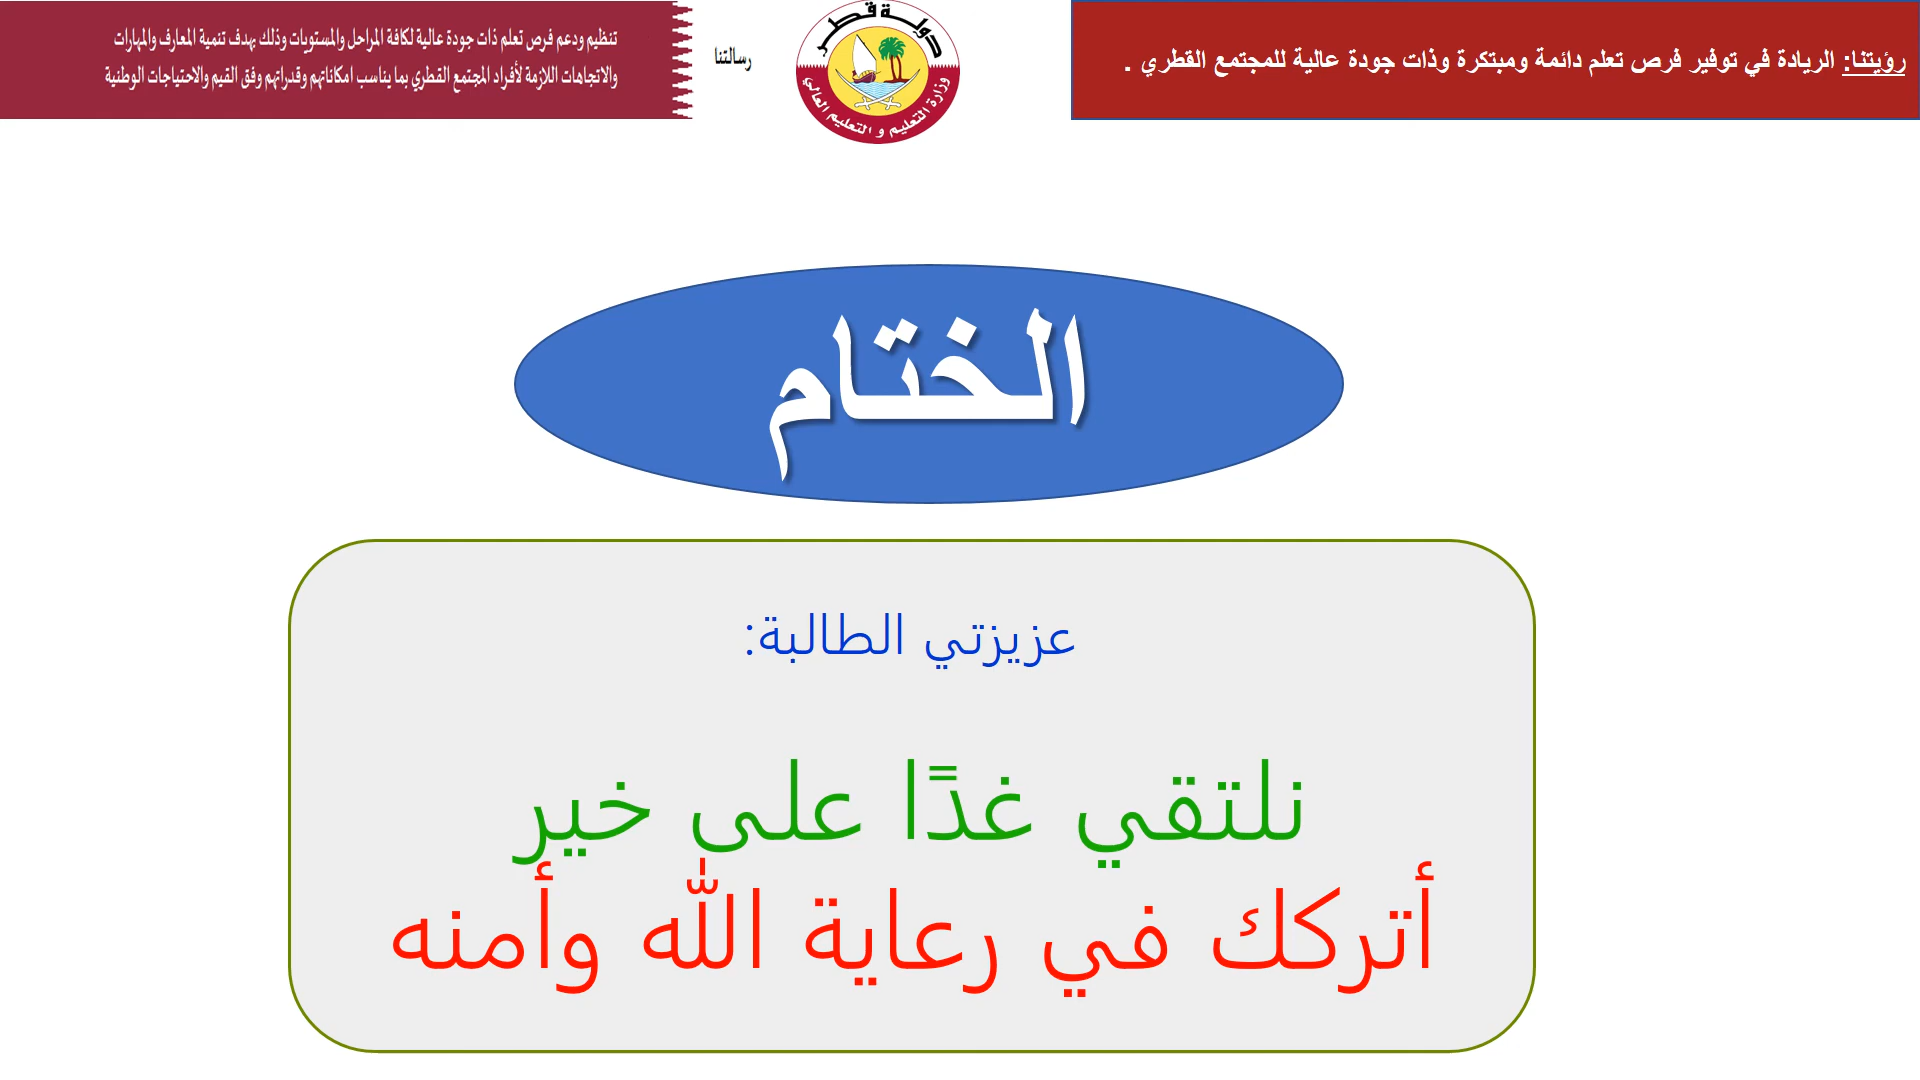 رؤيتنا: الريادة في توفير فرص تعلم دائمة ومبتكرة وذات جودة عالية للمجتمع القطري .
دولة قطر
وزارة التعليم و التعليم العالي
رسالتنا
تنظيم ودعم فرص تعلم ذات جودة عالية لكافة المراحل والمستويات وذلك بهدف تنمية المعارف والمهارات
والاتجاهات اللازمة لأفراد المجتمع القطري بما يناسب امكاناتهم وقدراتهم وفق القيم والاحتياجات الوطنية
الختام
عزيزتي الطالبة:
نلتقي غدًا على خير
أتركك في رعاية الله وأمنه